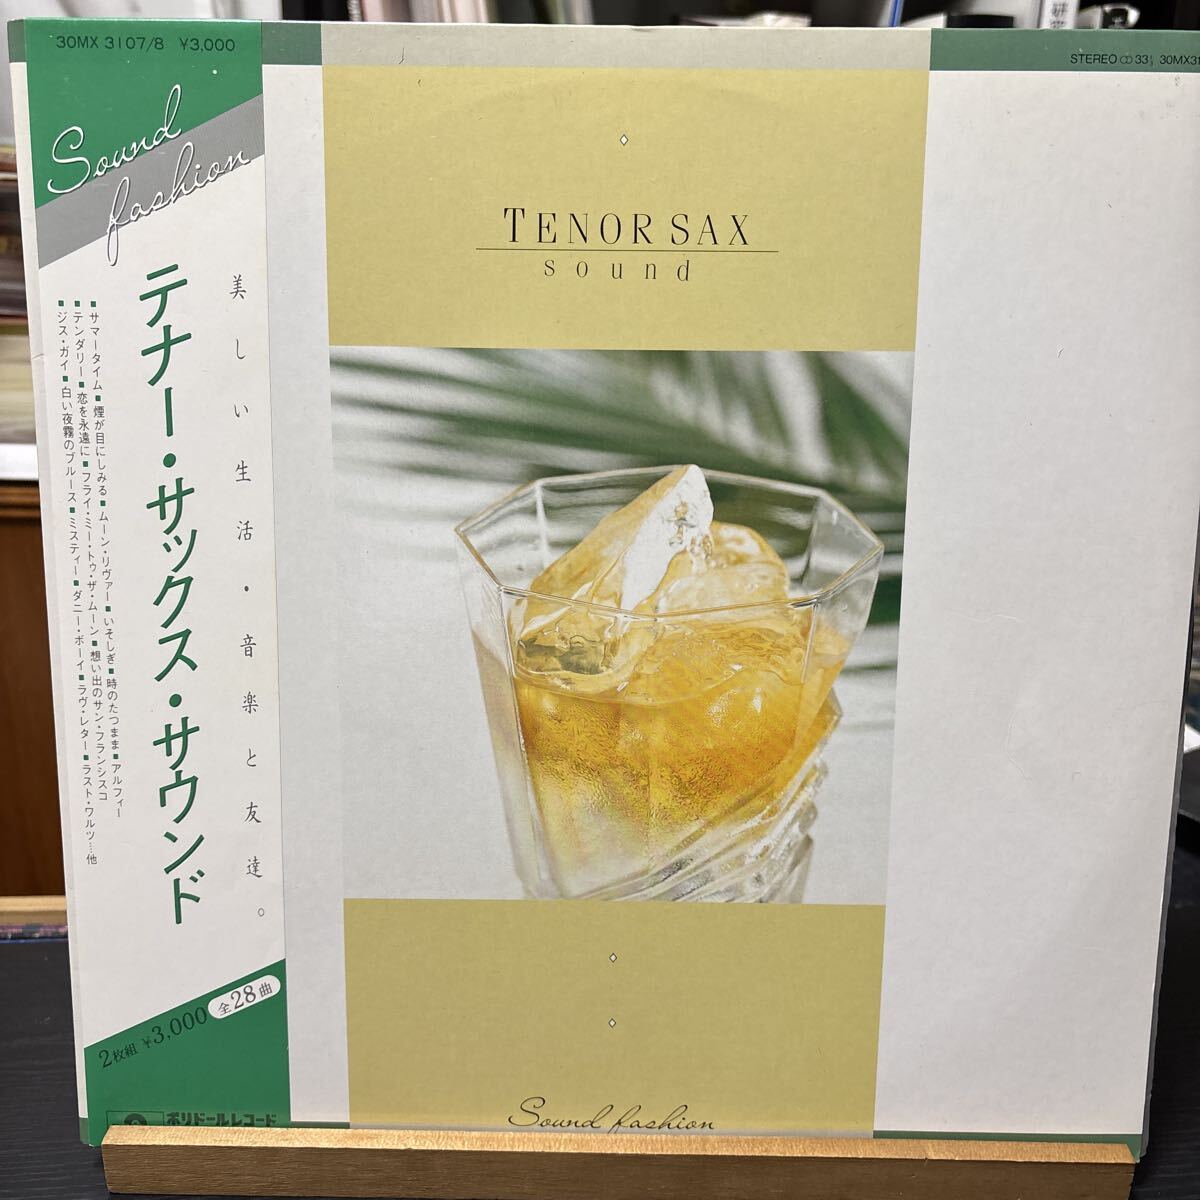 30MX 3107/8 ¥3,000
Sound
fashion
テナー・サックス・サウンド
美しい生活・音楽と友達。
■サマータイム■煙が目にしみる■ムーン・リヴァー■いそしぎ■時のたつまま■アルフィー
■テンダリー■恋を永遠に■フライ・ミー・トゥ・ザ・ムーン■想い出のサン・フランシスコ
■ジス・ガイ■白い夜霧のブルース■ミスティー■ダニー・ボーイ■ラヴ・レター■ラスト・ワルツ…他
2枚組 ¥3,000 全28曲
ポリドールレコード
STEREO 33⅓ 30MX31
TENOR SAX
sound
Sound fashion